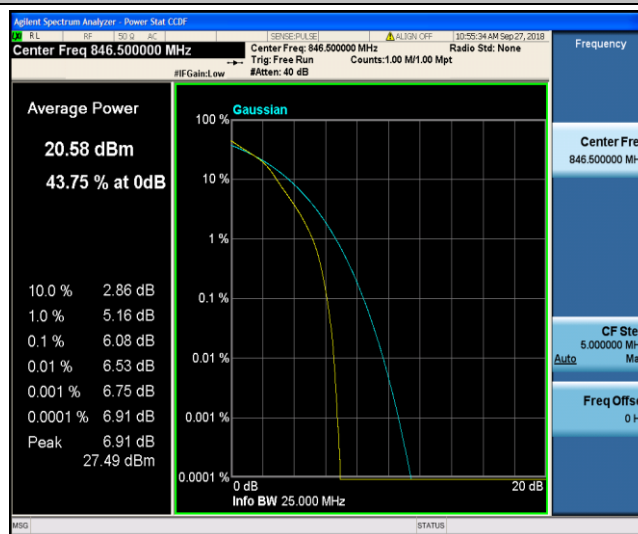 Agilent Spectrum Analyzer - Power Stat CCDF
RL RF 50 Ω AC SENSE:PULSE ALIGN OFF 10:55:34 AM Sep 27, 2018
Center Freq 846.500000 MHz
Center Freq: 846.500000 MHz Radio Std: None
Trig: Free Run Counts:1.00 M/1.00 Mpt
#IFGain:Low #Atten: 40 dB
Frequency
Average Power
20.58 dBm
43.75 % at 0dB
10.0 % 2.86 dB
1.0 % 5.16 dB
0.1 % 6.08 dB
0.01 % 6.53 dB
0.001 % 6.75 dB
0.0001 % 6.91 dB
Peak 6.91 dB
27.49 dBm
Gaussian
100 %
10 %
1 %
0.1 %
0.01 %
0.001 %
0.0001 %
0 dB 20 dB
Info BW 25.000 MHz
Center Fre
846.500000 MH
CF Ste
5.000000 MH
Auto Ma
Freq Offse
0 H
MSG STATUS